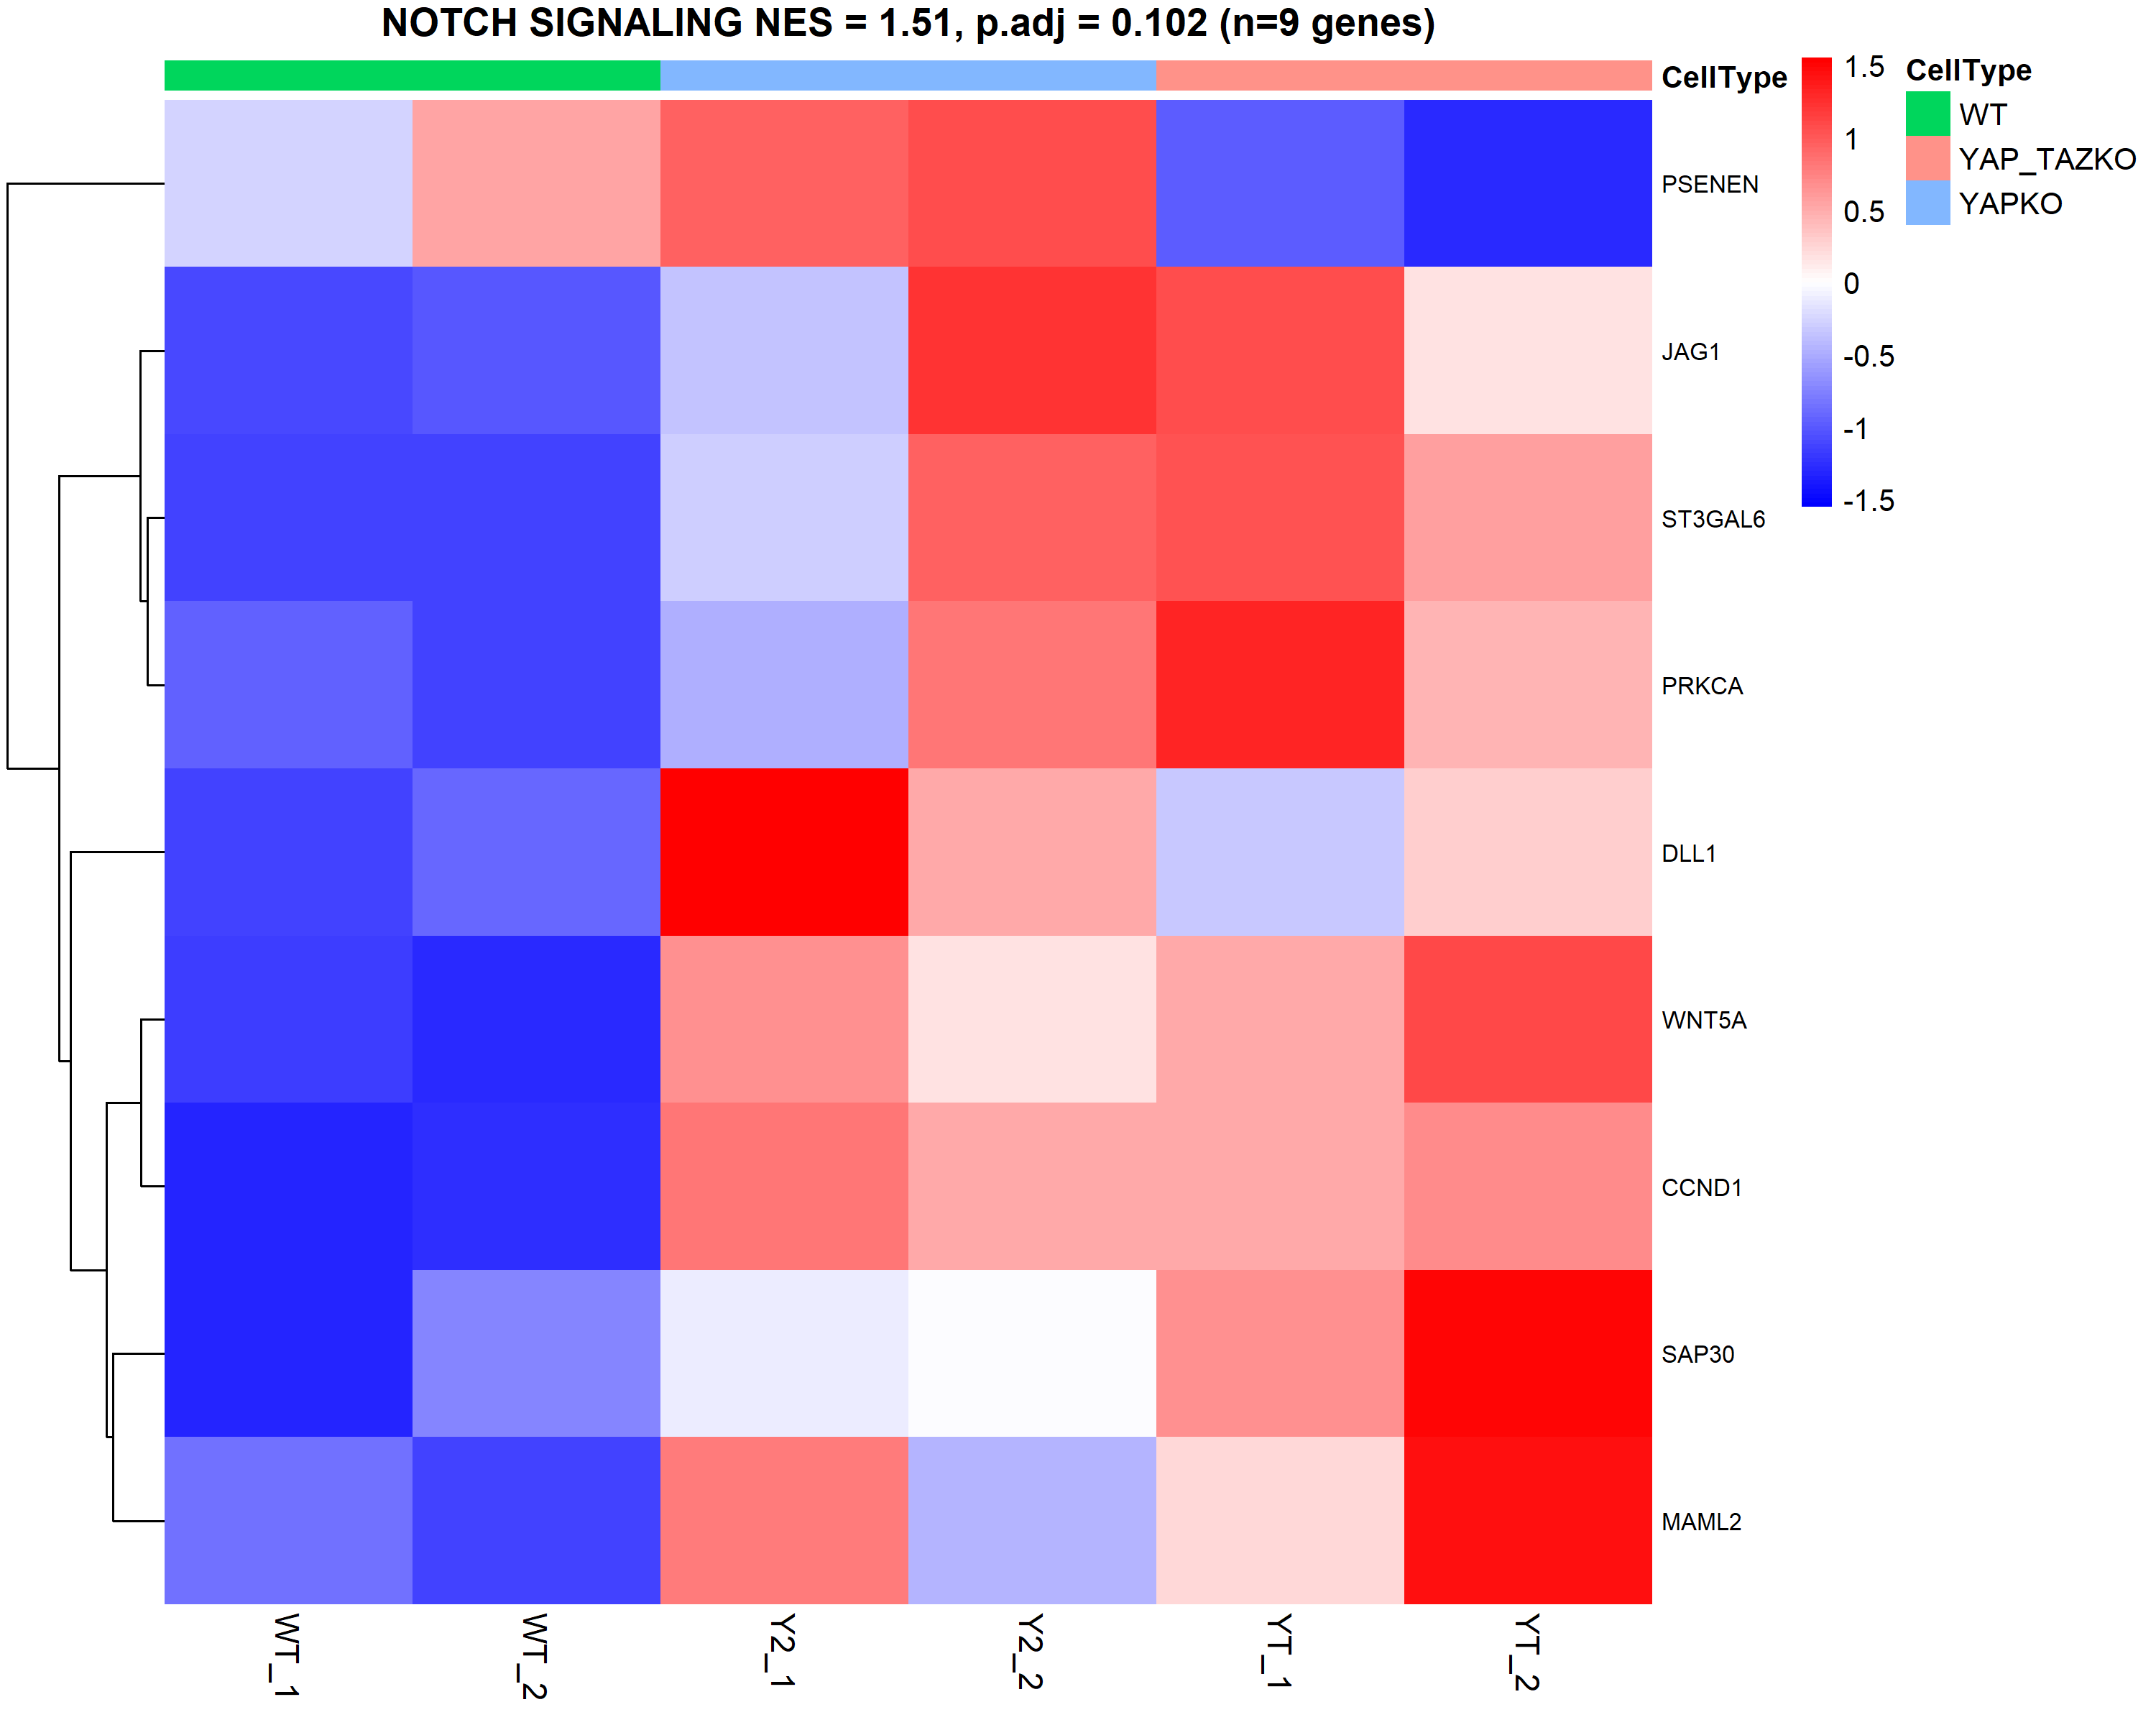 NOTCH SIGNALING NES = 1.51, p.adj = 0.102 (n=9 genes)
CellType
1.5
1
0.5
0
-0.5
-1
-1.5
CellType
WT
YAP_TAZKO
YAPKO
PSENEN
JAG1
ST3GAL6
PRKCA
DLL1
WNT5A
CCND1
SAP30
MAML2
WT_1
WT_2
Y2_1
Y2_2
YT_1
YT_2